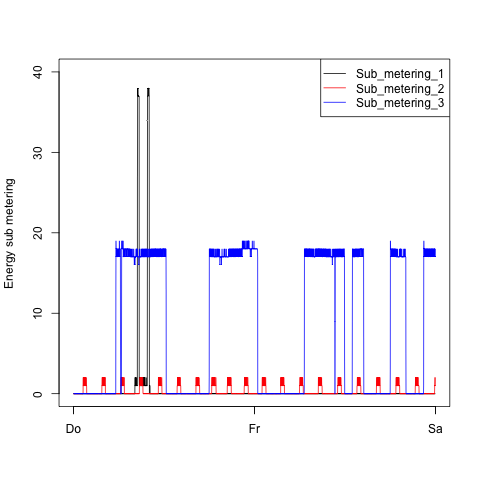 Sub_metering_1
Sub_metering_2
Sub_metering_3
Energy sub metering
40
30
20
10
0
Do Fr Sa